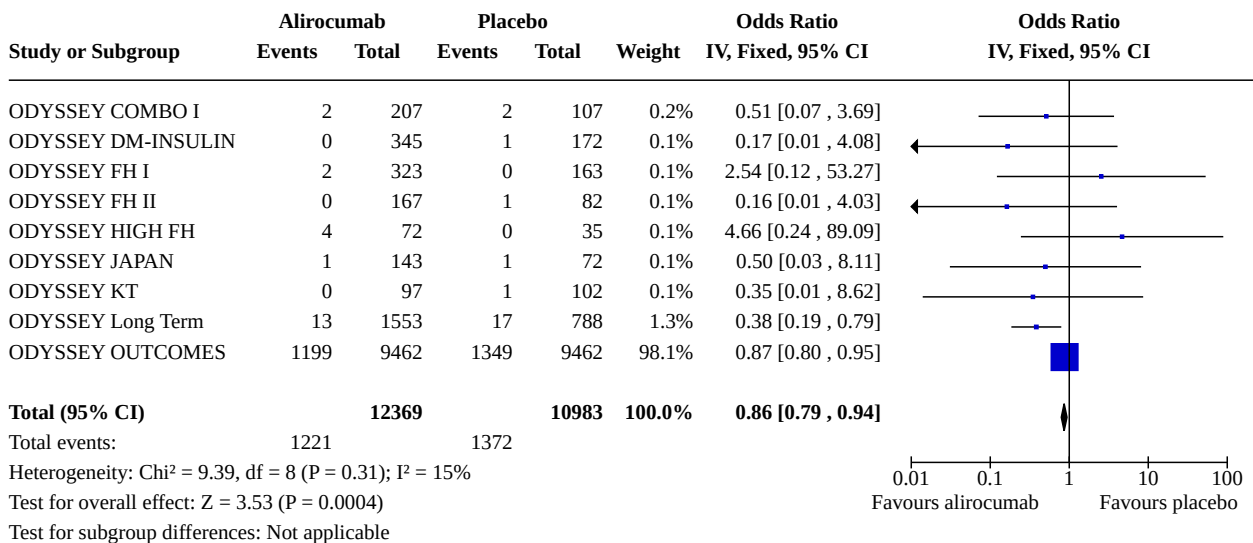 Alirocumab Placebo Odds Ratio Odds Ratio
Study or Subgroup Events Total Events Total Weight IV, Fixed, 95% CI IV, Fixed, 95% CI
ODYSSEY COMBO I 2 207 2 107 0.2% 0.51 [0.07 , 3.69]
ODYSSEY DM-INSULIN 0 345 1 172 0.1% 0.17 [0.01 , 4.08]
ODYSSEY FH I 2 323 0 163 0.1% 2.54 [0.12 , 53.27]
ODYSSEY FH II 0 167 1 82 0.1% 0.16 [0.01 , 4.03]
ODYSSEY HIGH FH 4 72 0 35 0.1% 4.66 [0.24 , 89.09]
ODYSSEY JAPAN 1 143 1 72 0.1% 0.50 [0.03 , 8.11]
ODYSSEY KT 0 97 1 102 0.1% 0.35 [0.01 , 8.62]
ODYSSEY Long Term 13 1553 17 788 1.3% 0.38 [0.19 , 0.79]
ODYSSEY OUTCOMES 1199 9462 1349 9462 98.1% 0.87 [0.80 , 0.95]
Total (95% CI) 12369 10983 100.0% 0.86 [0.79 , 0.94]
Total events: 1221 1372
Heterogeneity: Chi² = 9.39, df = 8 (P = 0.31); I² = 15%
0.01 0.1 1 10 100
Test for overall effect: Z = 3.53 (P = 0.0004)
Favours alirocumab Favours placebo
Test for subgroup differences: Not applicable